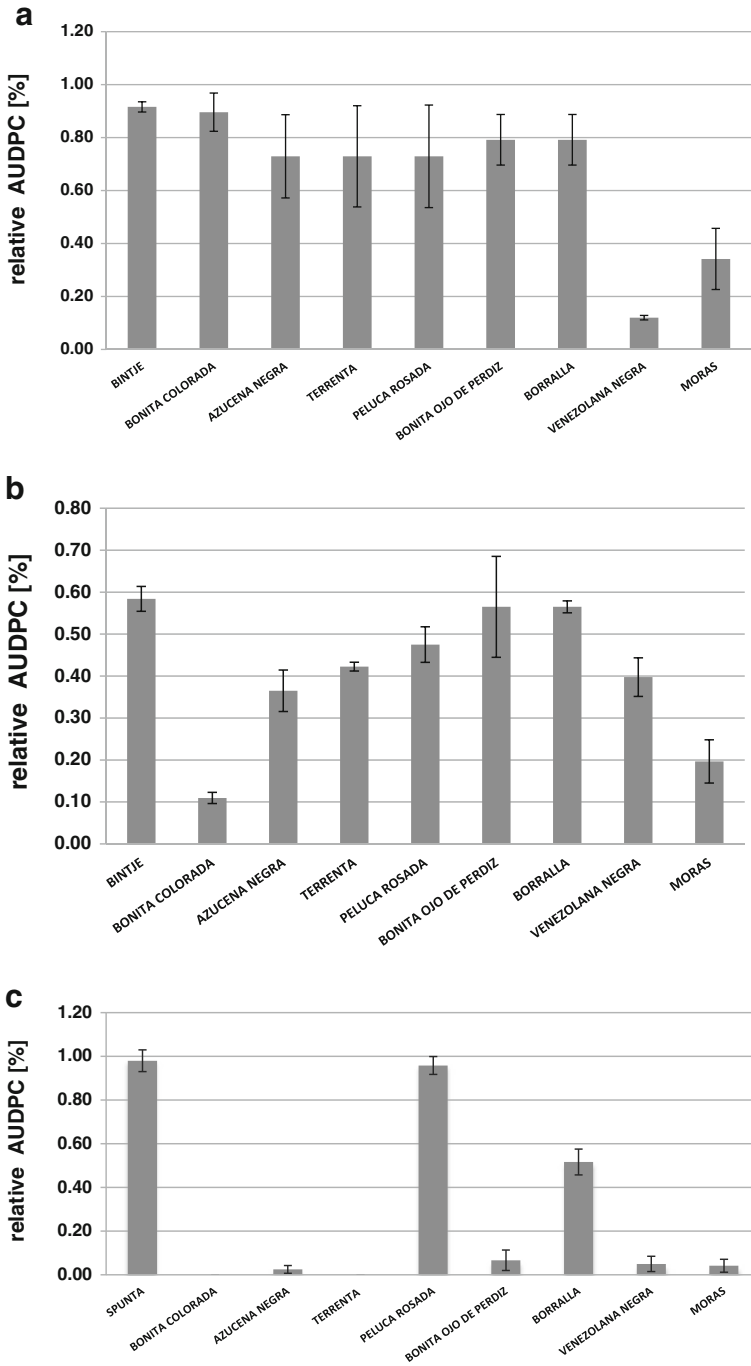 a
relative AUDPC [%]
1.20
1.00
0.80
0.60
0.40
0.20
0.00
BINTJE
BONITA COLORADA
AZUCENA NEGRA
TERRENTA
PELUCA ROSADA
BONITA OJO DE PERDIZ
BORRALLA
VENEZOLANA NEGRA
MORAS
b
relative AUDPC [%]
0.80
0.70
0.60
0.50
0.40
0.30
0.20
0.10
0.00
BINTJE
BONITA COLORADA
AZUCENA NEGRA
TERRENTA
PELUCA ROSADA
BONITA OJO DE PERDIZ
BORRALLA
VENEZOLANA NEGRA
MORAS
c
relative AUDPC [%]
1.20
1.00
0.80
0.60
0.40
0.20
0.00
SPUNTA
BONITA COLORADA
AZUCENA NEGRA
TERRENTA
PELUCA ROSADA
BONITA OJO DE PERDIZ
BORRALLA
VENEZOLANA NEGRA
MORAS